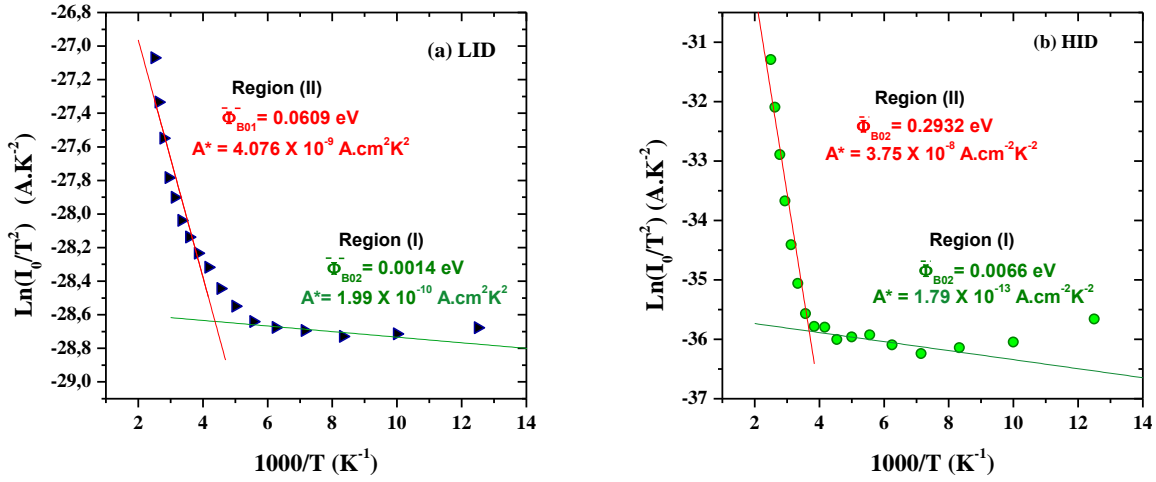 (a) LID
Region (II)
Φ̄B01= 0.0609 eV
A* = 4.076 X 10⁻⁹ A.cm²K²
Region (I)
Φ̄B02 = 0.0014 eV
A*= 1.99 X 10⁻¹⁰ A.cm²K²
Ln(I₀/T²) (A.K⁻²)
-26,8
-27,0
-27,2
-27,4
-27,6
-27,8
-28,0
-28,2
-28,4
-28,6
-28,8
-29,0
2 4 6 8 10 12 14
1000/T (K⁻¹)
(b) HID
Region (II)
Φ̄B02= 0.2932 eV
A* = 3.75 X 10⁻⁸ A.cm⁻²K⁻²
Region (I)
Φ̄B02 = 0.0066 eV
A* = 1.79 X 10⁻¹³ A.cm⁻²K⁻²
Ln(I₀/T²) (A.K⁻²)
-31
-32
-33
-34
-35
-36
-37
2 4 6 8 10 12 14
1000/T (K⁻¹)